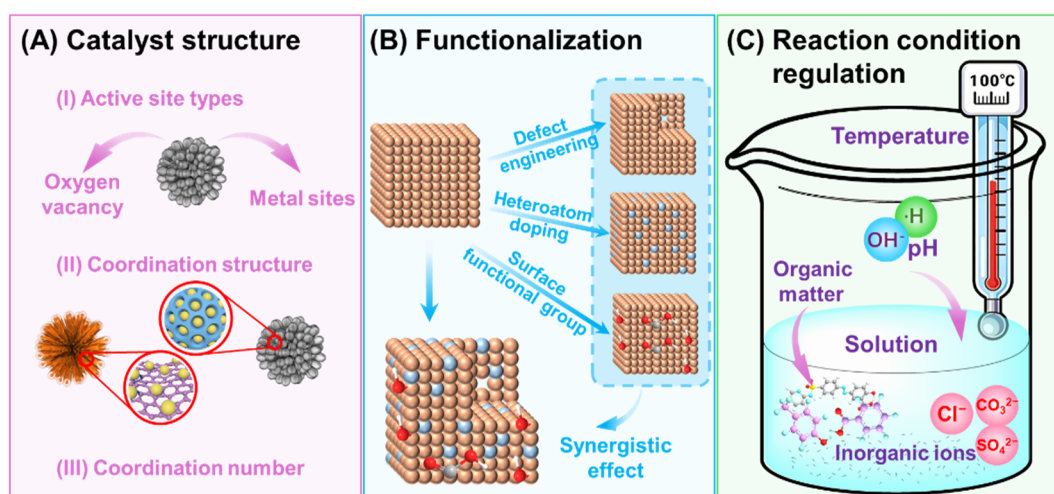 (A) Catalyst structure
(I) Active site types
Oxygen
vacancy
Metal sites
(II) Coordination structure
(III) Coordination number
(B) Functionalization
Defect
engineering
Heteroatom
doping
Surface
functional group
Synergistic
effect
(C) Reaction condition
regulation
100℃
Temperature
·H
OH⁻
pH
Organic
matter
Solution
Cl⁻
CO₃²⁻
SO₄²⁻
Inorganic ions